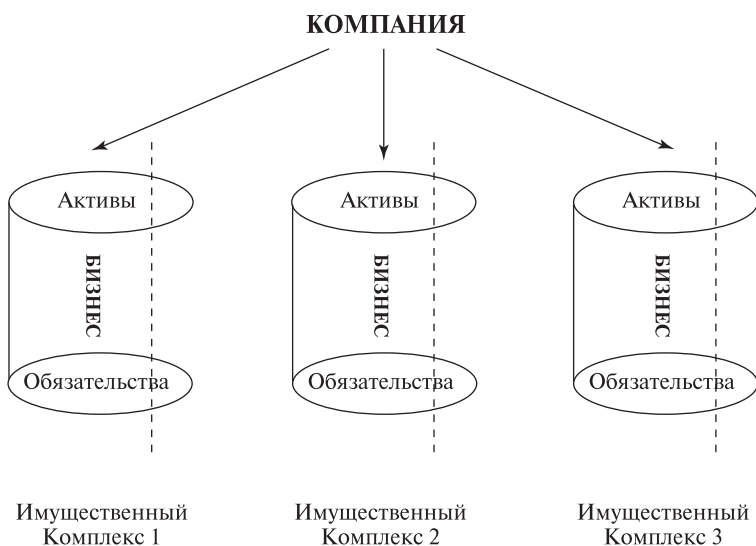 КОМПАНИЯ
Активы
Активы
Активы
БИЗНЕС
БИЗНЕС
БИЗНЕС
Обязательства
Обязательства
Обязательства
Имущественный
Комплекс 1
Имущественный
Комплекс 2
Имущественный
Комплекс 3